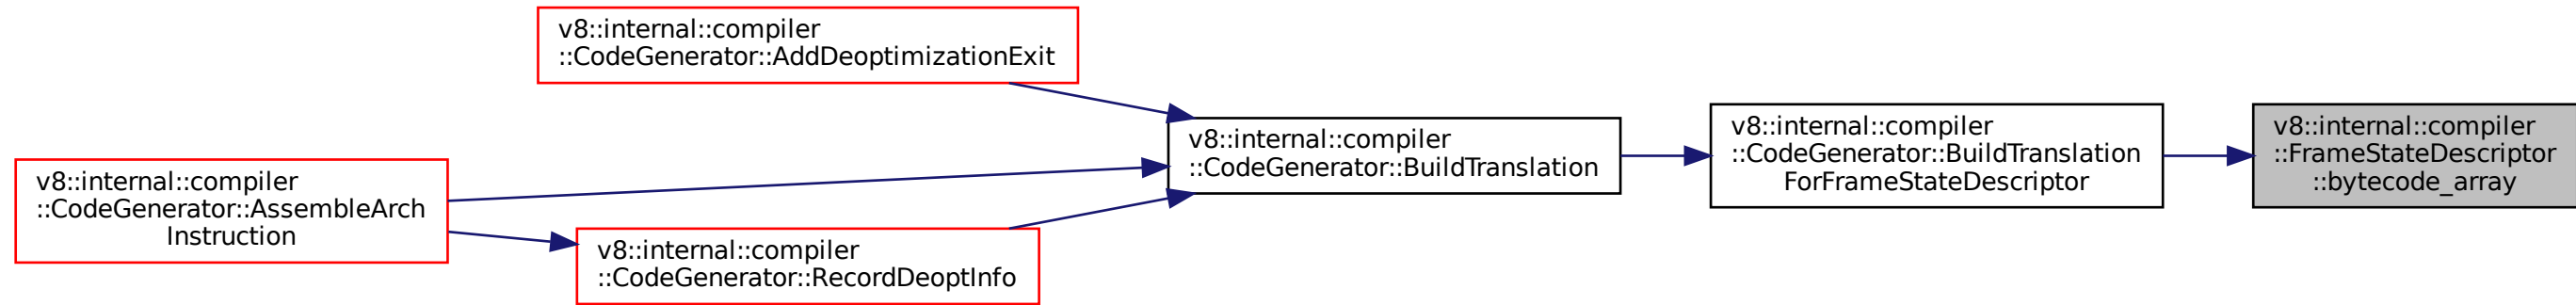 v8::internal::compiler
::CodeGenerator::AddDeoptimizationExit
v8::internal::compiler
::CodeGenerator::AssembleArch
Instruction
v8::internal::compiler
::CodeGenerator::RecordDeoptInfo
v8::internal::compiler
::CodeGenerator::BuildTranslation
v8::internal::compiler
::CodeGenerator::BuildTranslation
ForFrameStateDescriptor
v8::internal::compiler
::FrameStateDescriptor
::bytecode_array